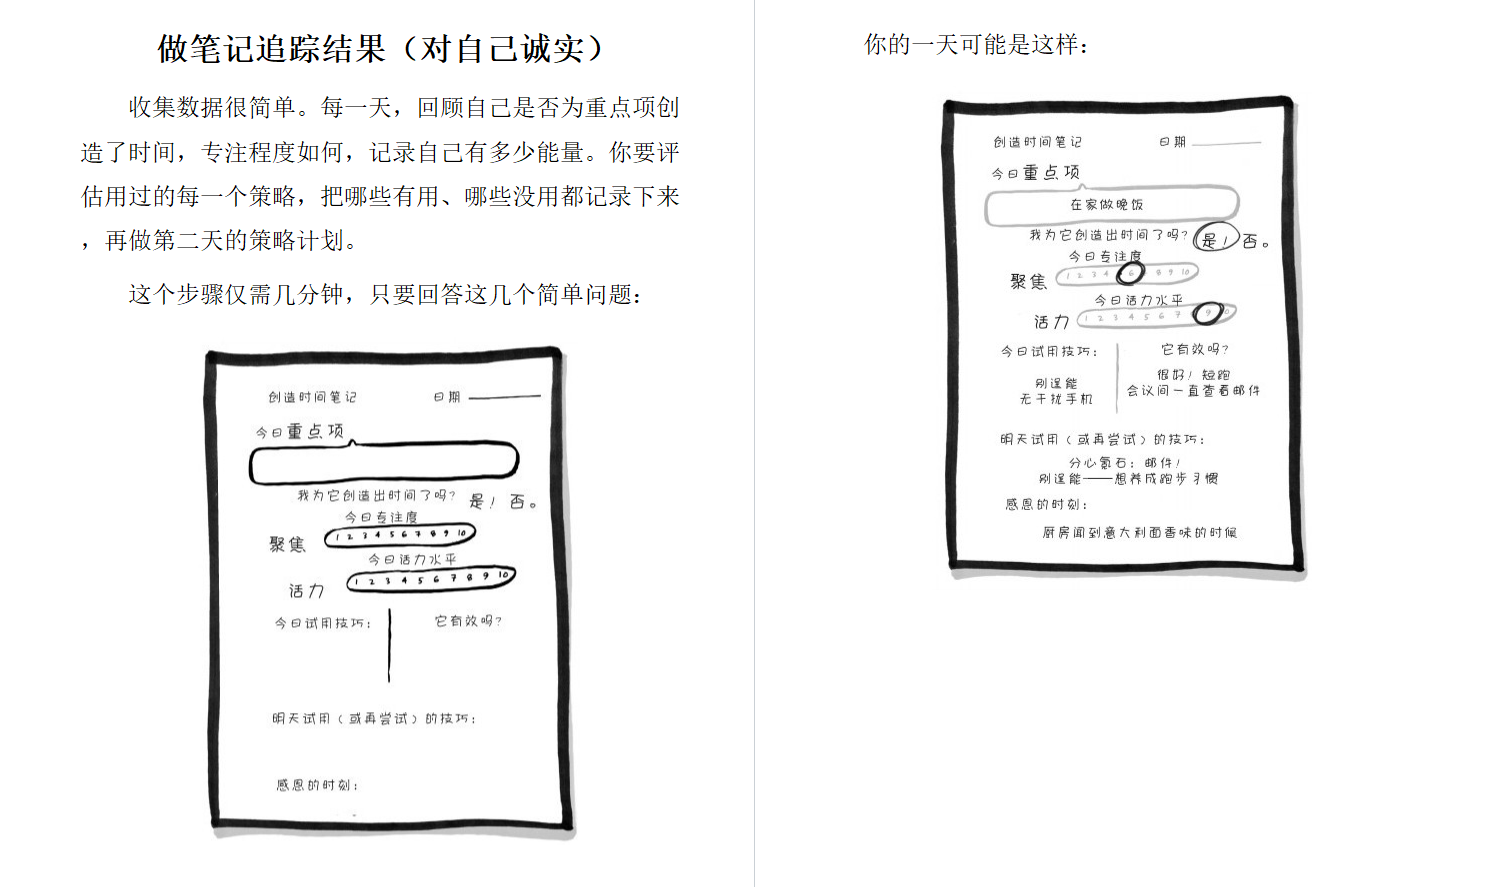 做笔记追踪结果（对自己诚实）
收集数据很简单。每一天，回顾自己是否为重点项创
造了时间，专注程度如何，记录自己有多少能量。你要评
估用过的每一个策略，把哪些有用、哪些没用都记录下来
，再做第二天的策略计划。
这个步骤仅需几分钟，只要回答这几个简单问题：
创造时间笔记 日期
今日重点项
我为它创造出时间了吗？ 是！ 否。
今日专注度
聚焦 1 2 3 4 5 6 7 8 9 10
今日活力水平
活力 1 2 3 4 5 6 7 8 9 10
今日试用技巧： 它有效吗？
明天试用（或再尝试）的技巧：
感恩的时刻：
你的一天可能是这样：
创造时间笔记 日期
今日重点项
在家做晚饭
我为它创造出时间了吗？ 是！ 否。
今日专注度
聚焦 1 2 3 4 6 8 9 10
今日活力水平
活力 1 2 3 4 5 6 7 9
今日试用技巧： 它有效吗？
别逞能 很好！短跑
无干扰手机 会议间一直查看邮件
明天试用（或再尝试）的技巧：
分心氪石：邮件！
别逞能——想养成跑步习惯
感恩的时刻：
厨房闻到意大利面香味的时候